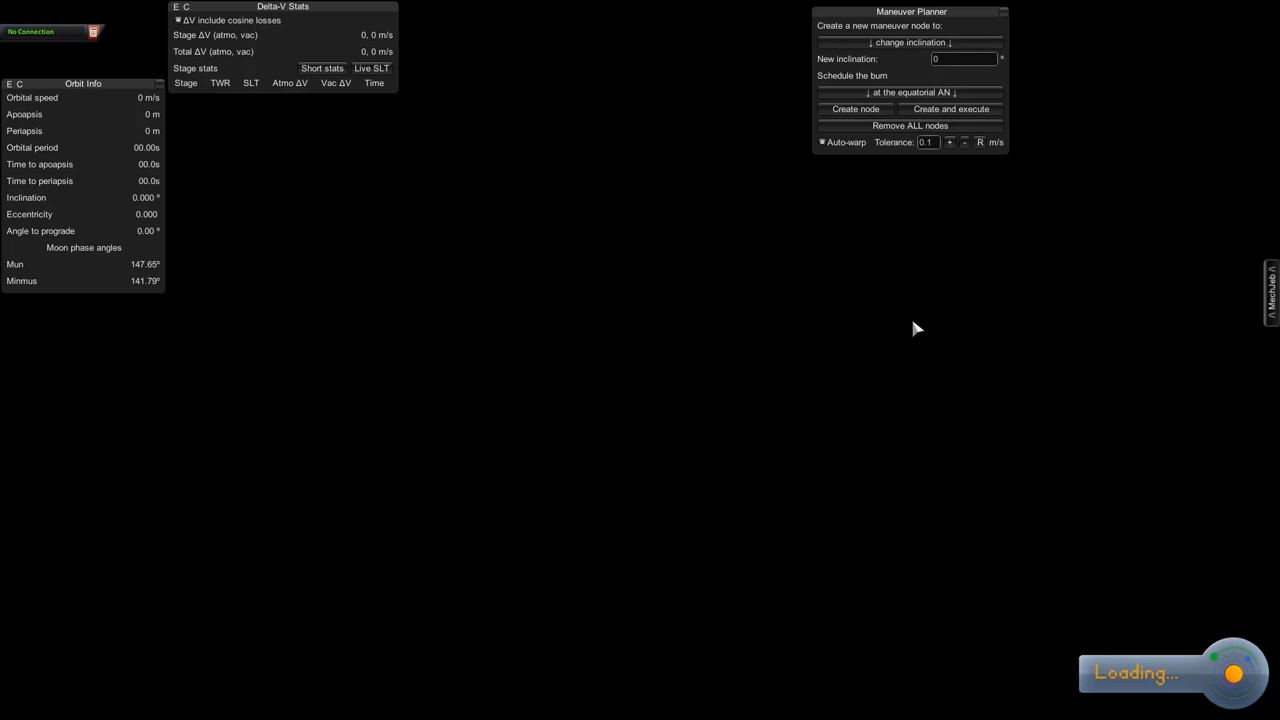 No Connection
E C Delta-V Stats
ΔV include cosine losses
Stage ΔV (atmo, vac) 0, 0 m/s
Total ΔV (atmo, vac) 0, 0 m/s
Stage stats Short stats Live SLT
Stage TWR SLT Atmo ΔV Vac ΔV Time
E C Orbit Info
Orbital speed 0 m/s
Apoapsis 0 m
Periapsis 0 m
Orbital period 00.00s
Time to apoapsis 00.0s
Time to periapsis 00.0s
Inclination 0.000 º
Eccentricity 0.000
Angle to prograde 0.00 º
Moon phase angles
Mun 147.65º
Minmus 141.79º
Maneuver Planner
Create a new maneuver node to:
↓ change inclination ↓
New inclination: 0 º
Schedule the burn
↓ at the equatorial AN ↓
Create node Create and execute
Remove ALL nodes
Auto-warp Tolerance: 0.1 + - R m/s
/\ MechJeb /\
Loading...